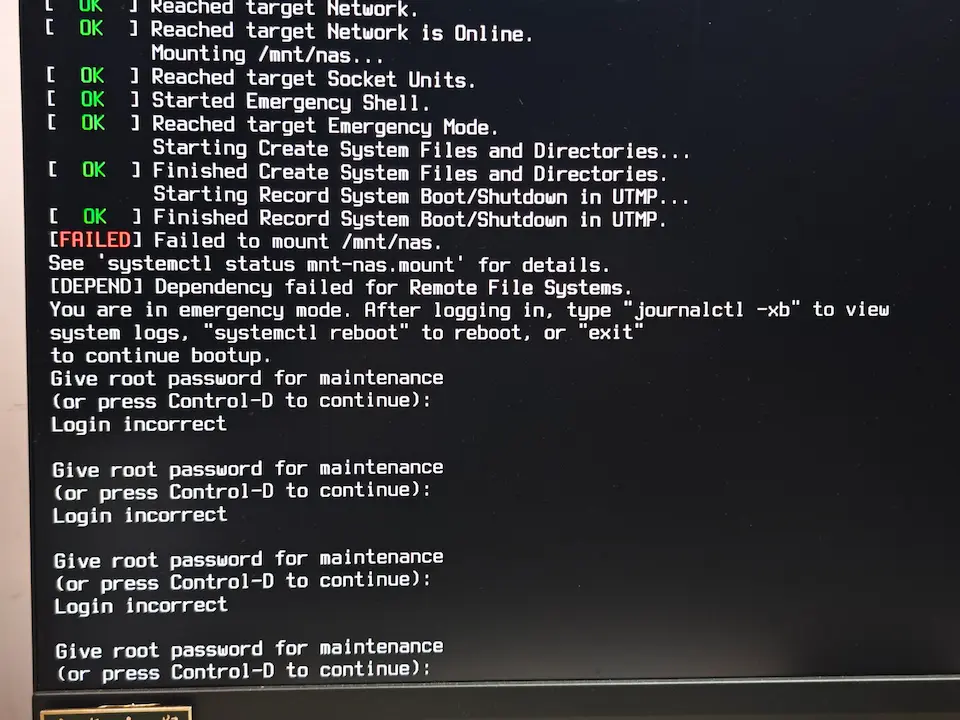 [ OK ] Reached target Network.
[ OK ] Reached target Network is Online.
Mounting /mnt/nas...
[ OK ] Reached target Socket Units.
[ OK ] Started Emergency Shell.
[ OK ] Reached target Emergency Mode.
Starting Create System Files and Directories...
[ OK ] Finished Create System Files and Directories.
Starting Record System Boot/Shutdown in UTMP...
[ OK ] Finished Record System Boot/Shutdown in UTMP.
[FAILED] Failed to mount /mnt/nas.
See 'systemctl status mnt-nas.mount' for details.
[DEPEND] Dependency failed for Remote File Systems.
You are in emergency mode. After logging in, type "journalctl -xb" to view
system logs, "systemctl reboot" to reboot, or "exit"
to continue bootup.
Give root password for maintenance
(or press Control-D to continue):
Login incorrect
Give root password for maintenance
(or press Control-D to continue):
Login incorrect
Give root password for maintenance
(or press Control-D to continue):
Login incorrect
Give root password for maintenance
(or press Control-D to continue):